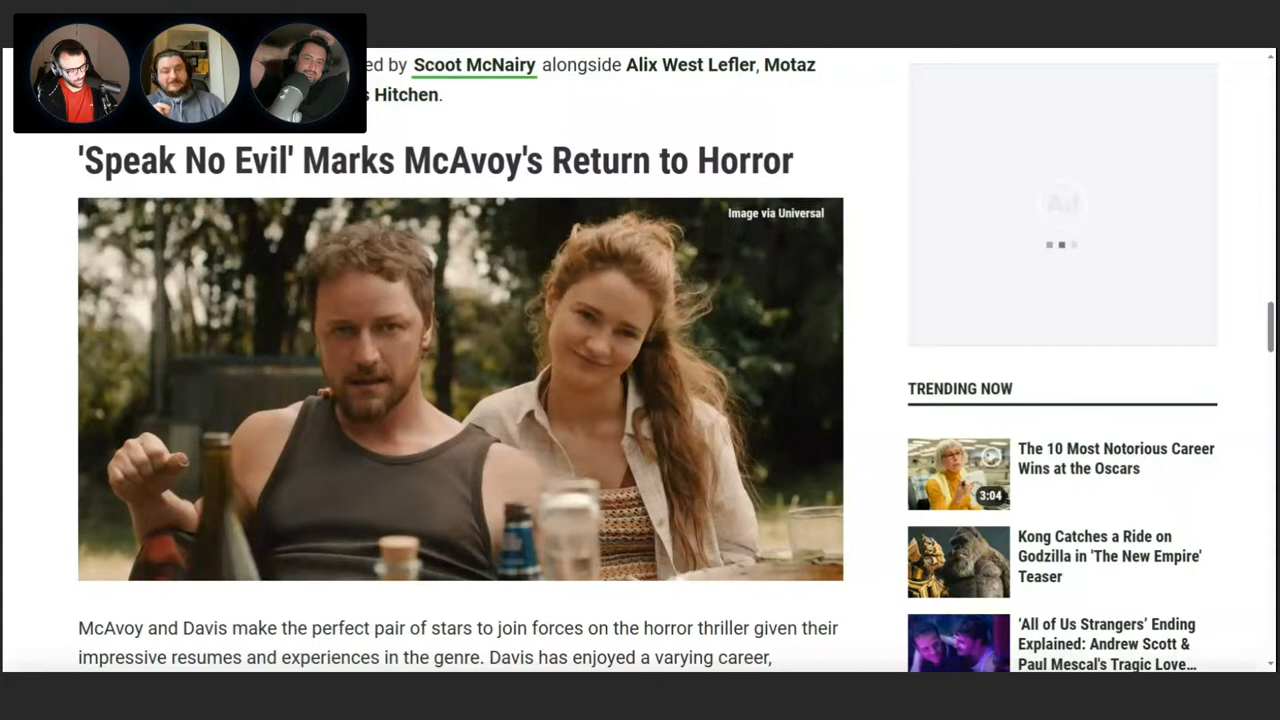 ed by Scoot McNairy alongside Alix West Lefler, Motaz
s Hitchen.
'Speak No Evil' Marks McAvoy's Return to Horror
Image via Universal
McAvoy and Davis make the perfect pair of stars to join forces on the horror thriller given their
impressive resumes and experiences in the genre. Davis has enjoyed a varying career,
Ad
TRENDING NOW
3:04
The 10 Most Notorious Career
Wins at the Oscars
Kong Catches a Ride on
Godzilla in 'The New Empire'
Teaser
'All of Us Strangers' Ending
Explained: Andrew Scott &
Paul Mescal's Tragic Love...